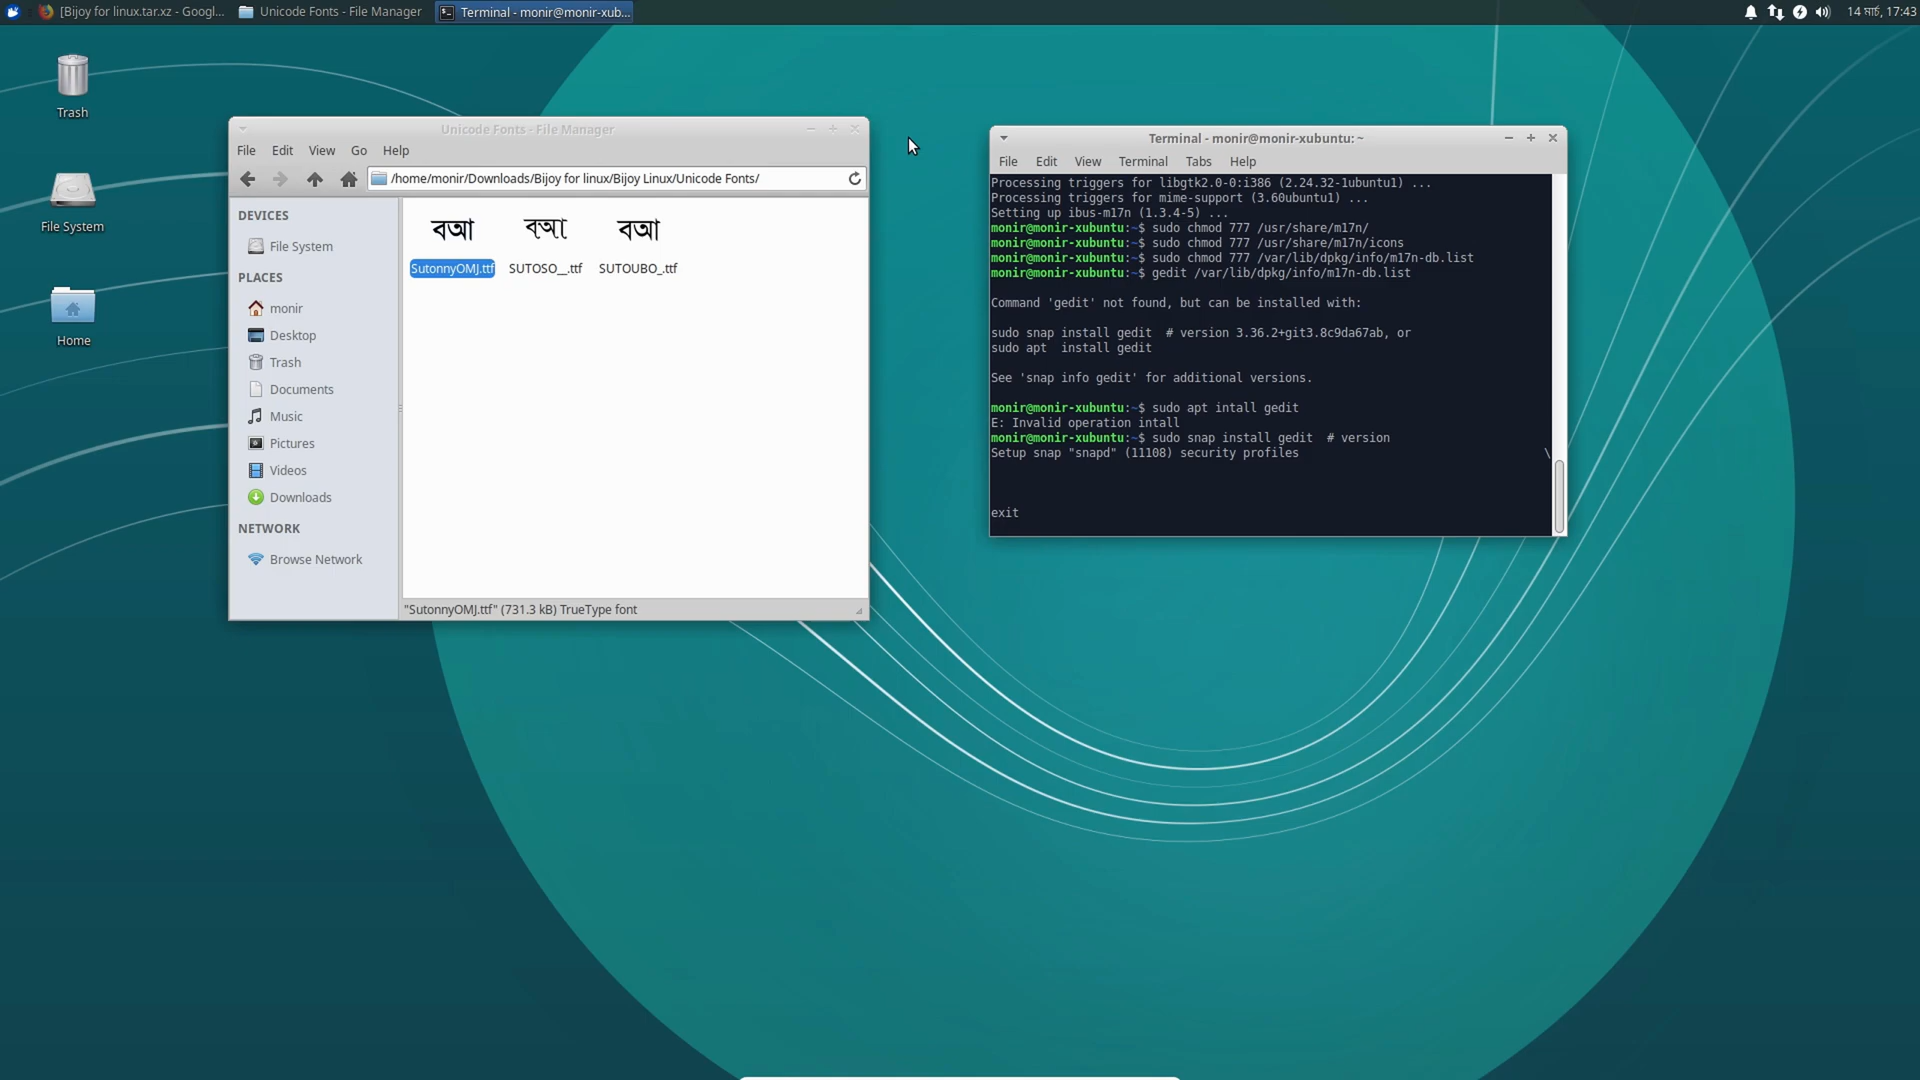 [Bijoy for linux.tar.xz - Googl...
Unicode Fonts - File Manager
Terminal - monir@monir-xub...
14 মার্চ, 17:43
Trash
File System
Home
Unicode Fonts - File Manager
File Edit View Go Help
/home/monir/Downloads/Bijoy for linux/Bijoy Linux/Unicode Fonts/
DEVICES
File System
PLACES
monir
Desktop
Trash
Documents
Music
Pictures
Videos
Downloads
NETWORK
Browse Network
বআ বআ বআ
SutonnyOMJ.ttf SUTOSO__.ttf SUTOUBO_.ttf
"SutonnyOMJ.ttf" (731.3 kB) TrueType font
Terminal - monir@monir-xubuntu: ~
File Edit View Terminal Tabs Help
Processing triggers for libgtk2.0-0:i386 (2.24.32-1ubuntu1) ...
Processing triggers for mime-support (3.60ubuntu1) ...
Setting up ibus-m17n (1.3.4-5) ...
monir@monir-xubuntu:~$ sudo chmod 777 /usr/share/m17n/
monir@monir-xubuntu:~$ sudo chmod 777 /usr/share/m17n/icons
monir@monir-xubuntu:~$ sudo chmod 777 /var/lib/dpkg/info/m17n-db.list
monir@monir-xubuntu:~$ gedit /var/lib/dpkg/info/m17n-db.list
Command 'gedit' not found, but can be installed with:
sudo snap install gedit  # version 3.36.2+git3.8c9da67ab, or
sudo apt  install gedit
See 'snap info gedit' for additional versions.
monir@monir-xubuntu:~$ sudo apt intall gedit
E: Invalid operation intall
monir@monir-xubuntu:~$ sudo snap install gedit  # version
Setup snap "snapd" (11108) security profiles \
exit